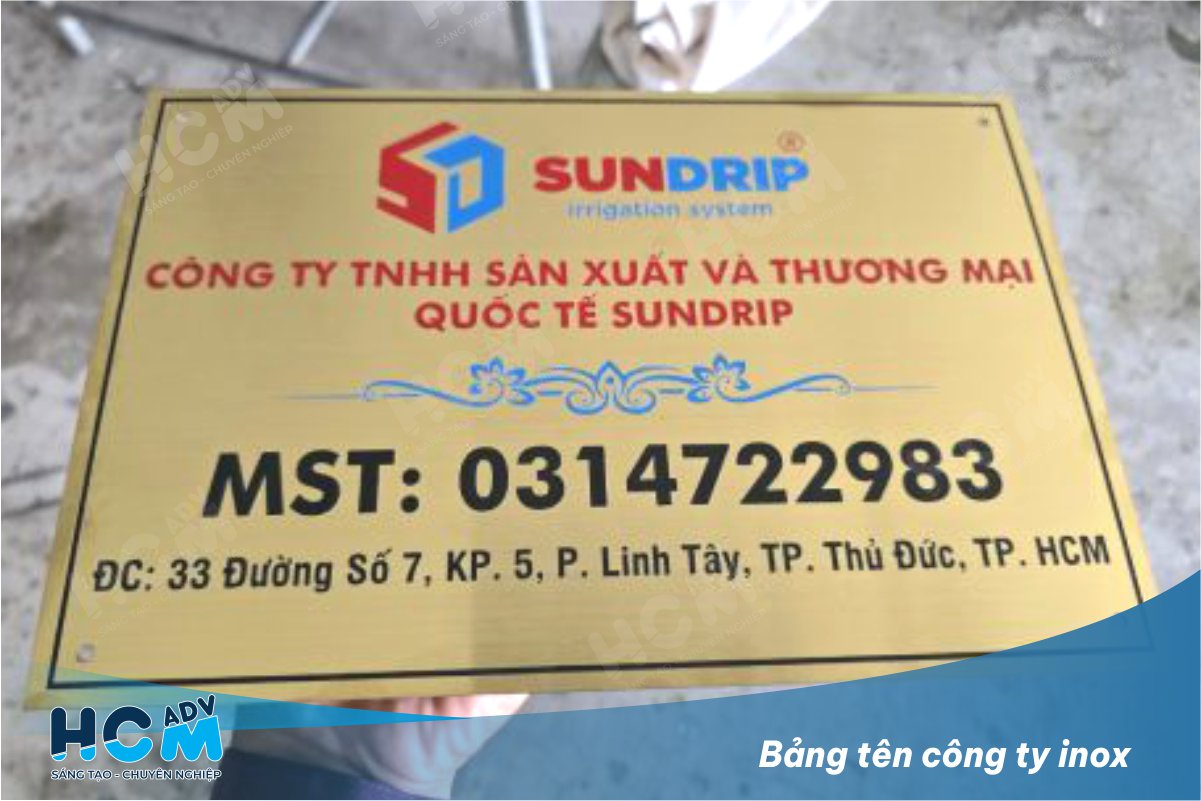 SUNDRIP®
irrigation system
CÔNG TY TNHH SẢN XUẤT VÀ THƯƠNG MẠI
QUỐC TẾ SUNDRIP
MST: 0314722983
ĐC: 33 Đường Số 7, KP. 5, P. Linh Tây, TP. Thủ Đức, TP. HCM
HCM ADV
SÁNG TẠO - CHUYÊN NGHIỆP
Bảng tên công ty inox